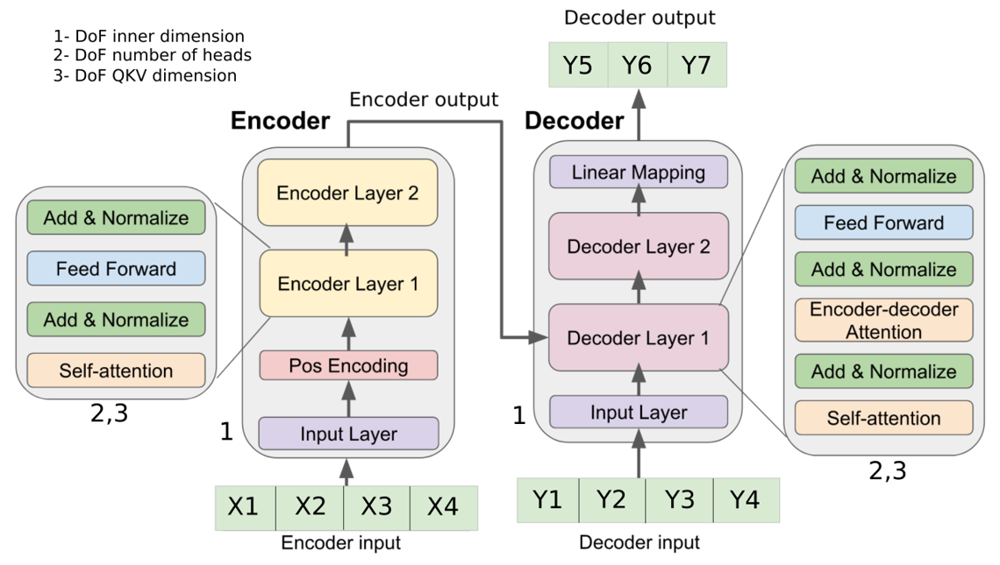 Decoder output
1- DoF inner dimension
2- DoF number of heads
3- DoF QKV dimension
Y5 Y6 Y7
Encoder output
Encoder
Decoder
Encoder Layer 2
Encoder Layer 1
Pos Encoding
Input Layer
1
Add & Normalize
Feed Forward
Add & Normalize
Self-attention
2,3
X1 X2 X3 X4
Encoder input
Linear Mapping
Decoder Layer 2
Decoder Layer 1
Input Layer
1
Add & Normalize
Feed Forward
Add & Normalize
Encoder-decoder
Attention
Add & Normalize
Self-attention
2,3
Y1 Y2 Y3 Y4
Decoder input